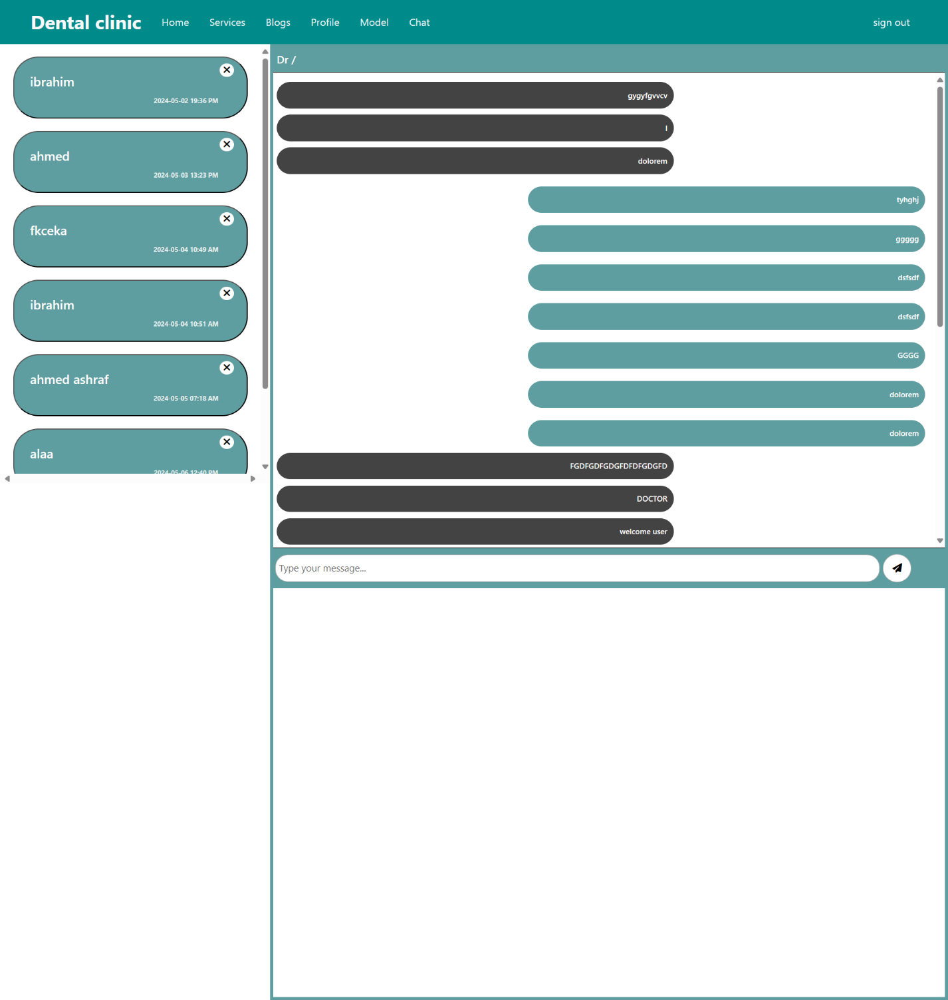 Dental clinic Home Services Blogs Profile Model Chat sign out
ibrahim
2024-05-02 19:36 PM
ahmed
2024-05-03 13:23 PM
fkceka
2024-05-04 10:49 AM
ibrahim
2024-05-04 10:51 AM
ahmed ashraf
2024-05-05 07:18 AM
alaa
2024-05-06 12:40 PM
Dr /
gygyfgvvcv
l
dolorem
tyhghj
ggggg
dsfsdf
dsfsdf
GGGG
dolorem
dolorem
FGDFGDFGDGFDFDFGDGFD
DOCTOR
welcome user
Type your message...